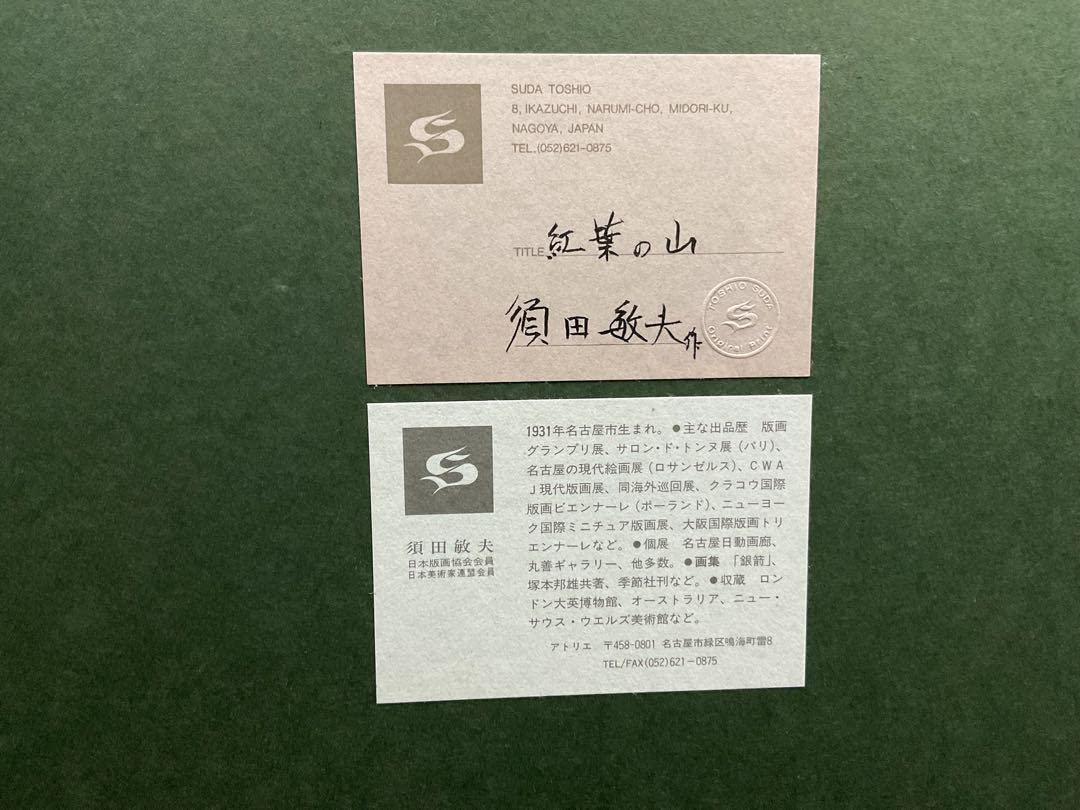 SUDA TOSHIO
8, IKAZUCHI, NARUMI-CHO, MIDORI-KU,
NAGOYA, JAPAN
TEL.(052)621-0875
TITLE 紅葉の山
須田敏夫作
TOSHIO SUDA
Original Print
1931年名古屋市生まれ。●主な出品歴 版画
グランプリ展、サロン・ド・トンヌ展(パリ)、
名古屋の現代絵画展(ロサンゼルス)、CWA
J現代版画展、同海外巡回展、クラコウ国際
版画ビエンナーレ(ポーランド)、ニューヨー
ク国際ミニチュア版画展、大阪国際版画トリ
エンナーレなど。●個展 名古屋日動画廊、
丸善ギャラリー、他多数。●画集 「銀箭」、
塚本邦雄共著、季節社刊など。●収蔵 ロン
ドン大英博物館、オーストラリア、ニュー・
サウス・ウエルズ美術館など。
須田敏夫
日本版画協会会員
日本美術家連盟会員
アトリエ 〒458-0801 名古屋市緑区鳴海町雷8
TEL/FAX(052)621-0875